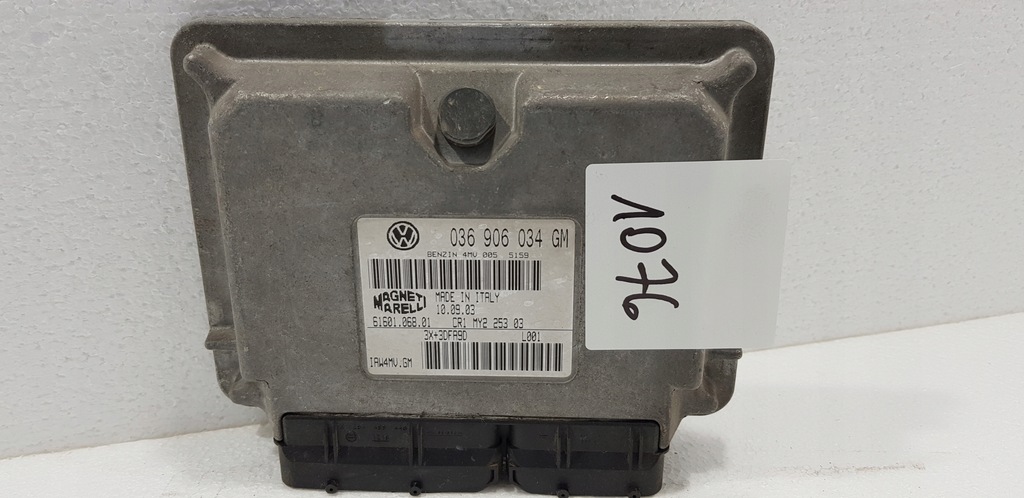 036 906 034 GM
BENZIN 4MV 005 5159
MAGNETI
MARELLI
MADE IN ITALY
10.09.03
61601.068.01 CR1 MY2 253 03
3X+3DFA9D L001
IAW4MV.GM
1076